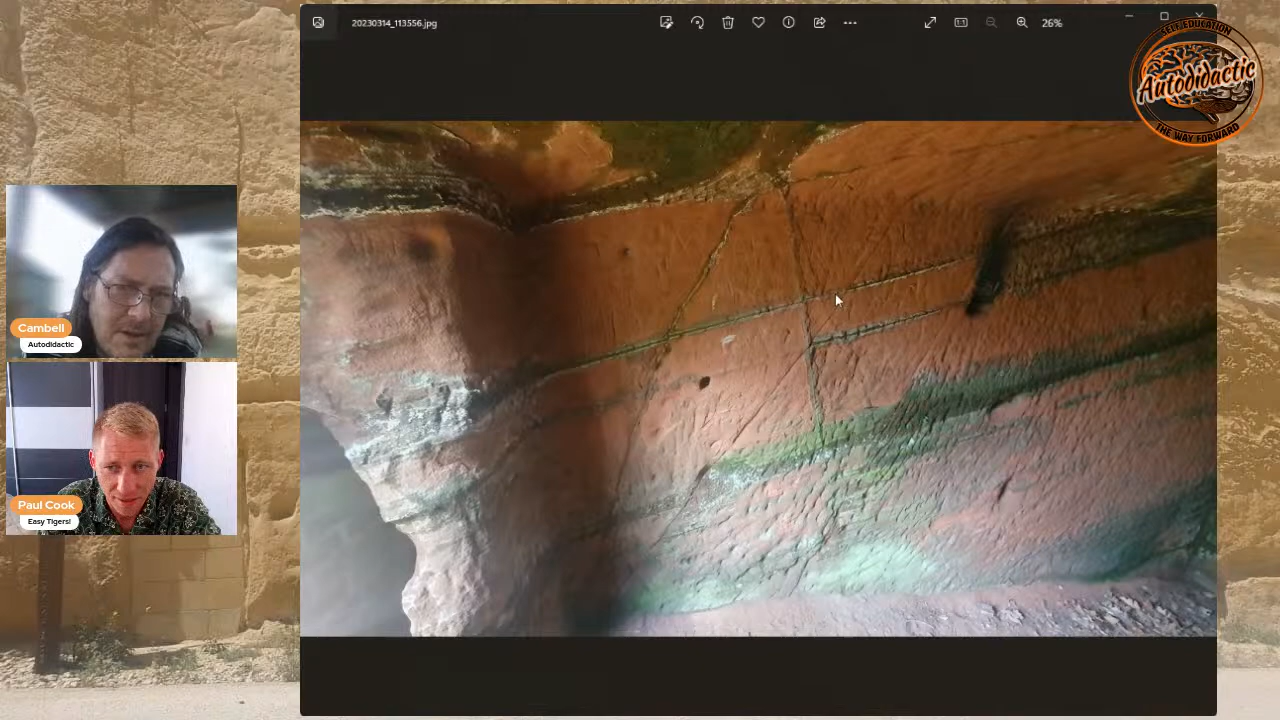 20230314_113556.jpg
26%
SELF EDUCATION
Autodidactic
THE WAY FORWARD
Cambell
Autodidactic
Paul Cook
Easy Tigers!